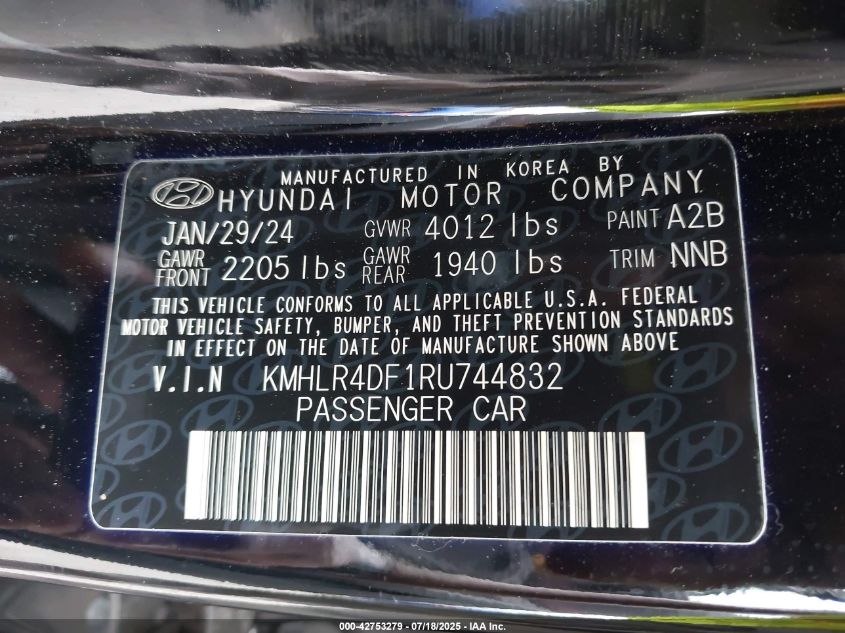 MANUFACTURED IN KOREA BY
HYUNDAI MOTOR COMPANY
JAN/29/24 GVWR 4012 lbs PAINT A2B
GAWR FRONT 2205 lbs GAWR REAR 1940 lbs TRIM NNB
THIS VEHICLE CONFORMS TO ALL APPLICABLE U.S.A. FEDERAL
MOTOR VEHICLE SAFETY, BUMPER, AND THEFT PREVENTION STANDARDS
IN EFFECT ON THE DATE OF MANUFACTURE SHOWN ABOVE
V.I.N KMHLR4DF1RU744832
PASSENGER CAR
000-42753279 - 07/18/2025 - IAA Inc.